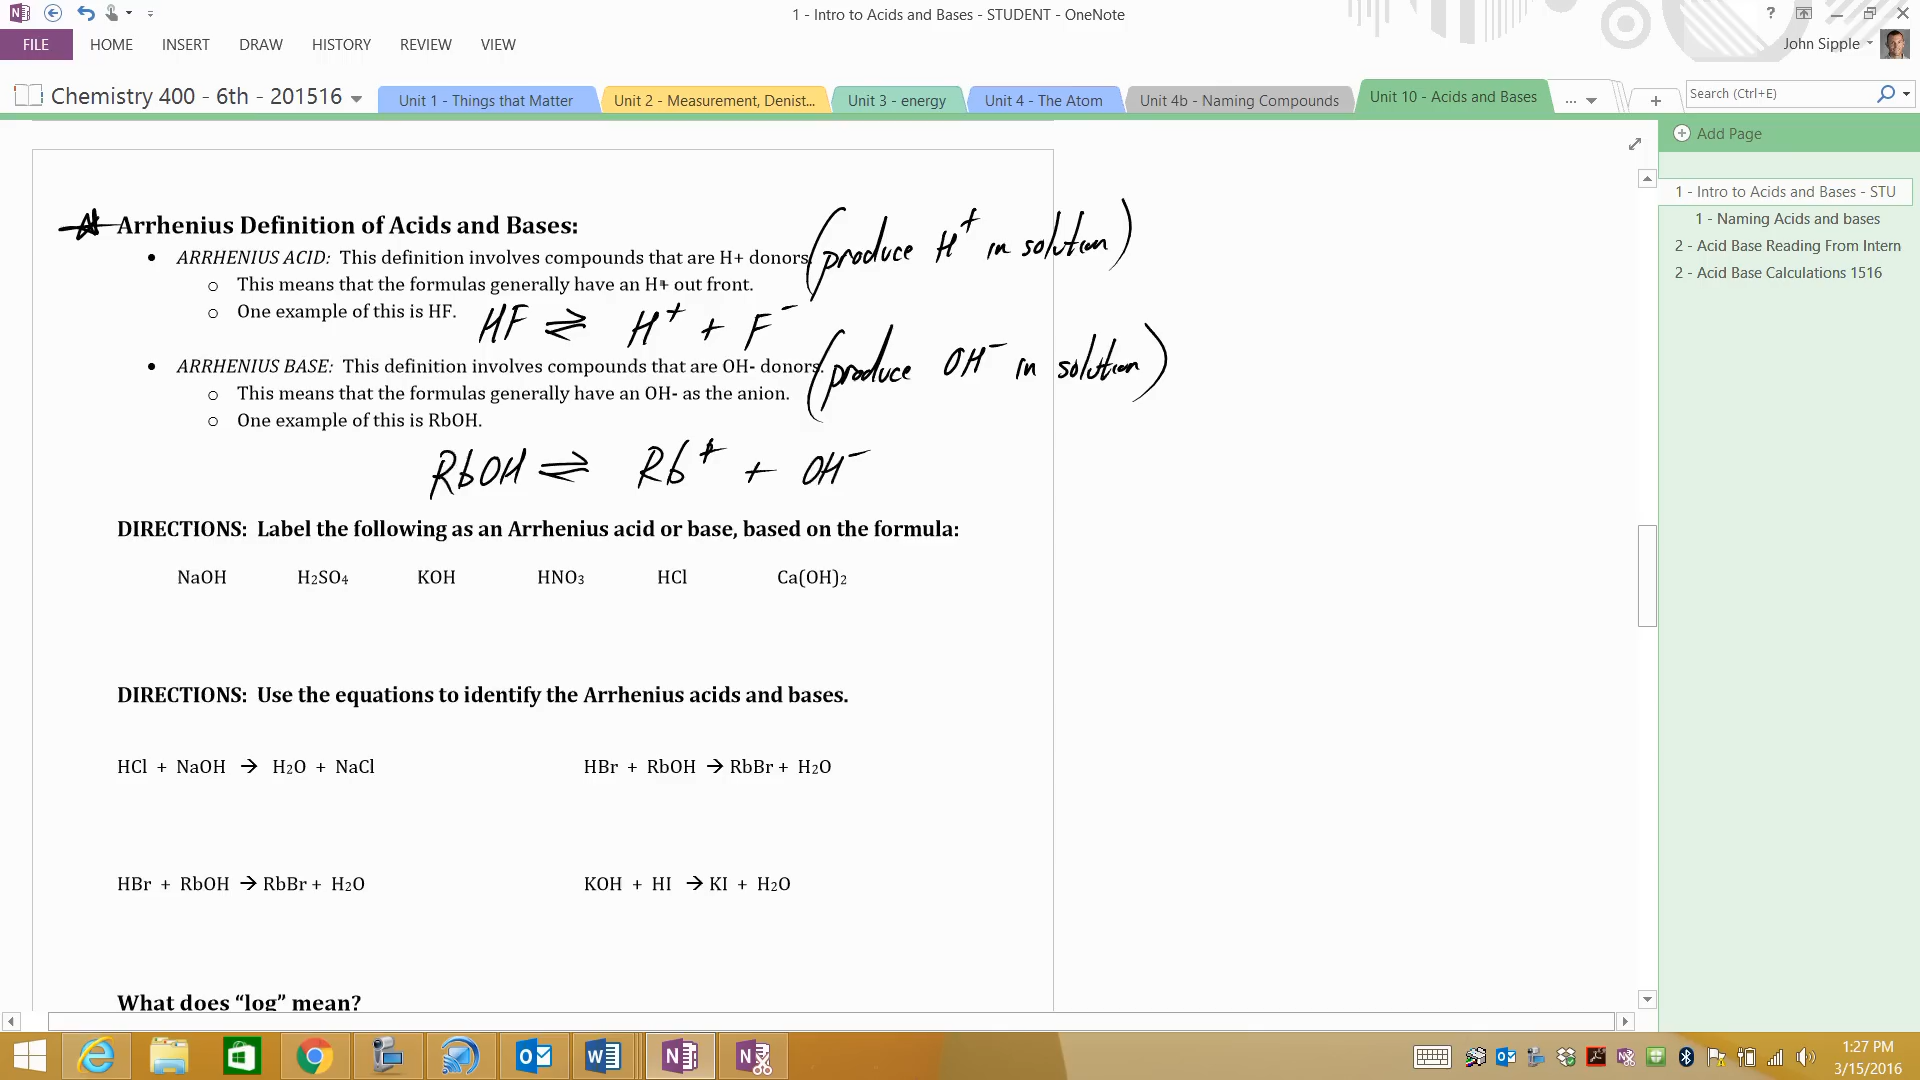 1 - Intro to Acids and Bases - STUDENT - OneNote
FILE HOME INSERT DRAW HISTORY REVIEW VIEW
John Sipple
Chemistry 400 - 6th - 201516
Unit 1 - Things that Matter
Unit 2 - Measurement, Denist...
Unit 3 - energy
Unit 4 - The Atom
Unit 4b - Naming Compounds
Unit 10 - Acids and Bases
...
Search (Ctrl+E)
Add Page
1 - Intro to Acids and Bases - STU
1 - Naming Acids and bases
2 - Acid Base Reading From Intern
2 - Acid Base Calculations 1516
Arrhenius Definition of Acids and Bases:
• ARRHENIUS ACID: This definition involves compounds that are H+ donors. (produce H⁺ in solution)
o This means that the formulas generally have an H+ out front.
o One example of this is HF. HF ⇌ H⁺ + F⁻
• ARRHENIUS BASE: This definition involves compounds that are OH- donors. (produce OH⁻ in solution)
o This means that the formulas generally have an OH- as the anion.
o One example of this is RbOH.
RbOH ⇌ Rb⁺ + OH⁻
DIRECTIONS: Label the following as an Arrhenius acid or base, based on the formula:
NaOH H₂SO₄ KOH HNO₃ HCl Ca(OH)₂
DIRECTIONS: Use the equations to identify the Arrhenius acids and bases.
HCl + NaOH → H₂O + NaCl HBr + RbOH → RbBr + H₂O
HBr + RbOH → RbBr + H₂O KOH + HI → KI + H₂O
What does “log” mean?
1:27 PM
3/15/2016